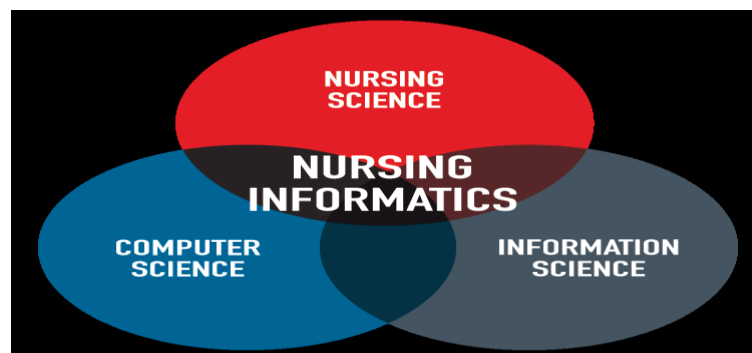 NURSING
SCIENCE
NURSING
INFORMATICS
COMPUTER
SCIENCE
INFORMATION
SCIENCE